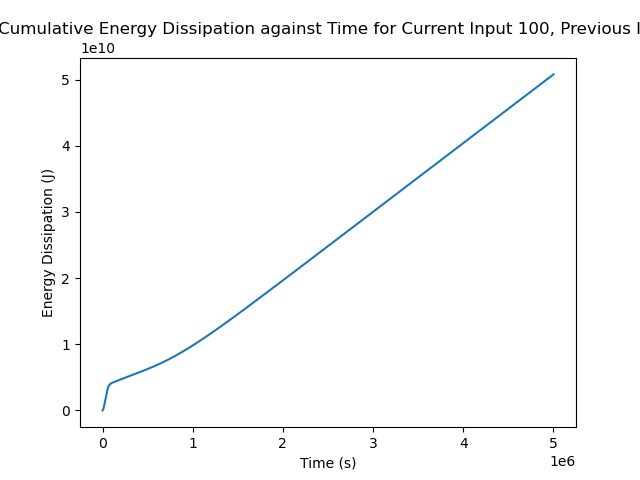 Cumulative Energy Dissipation against Time for Current Input 100, Previous
1e10
Energy Dissipation (J)
5
4
3
2
1
0
0 1 2 3 4 5
1e6
Time (s)